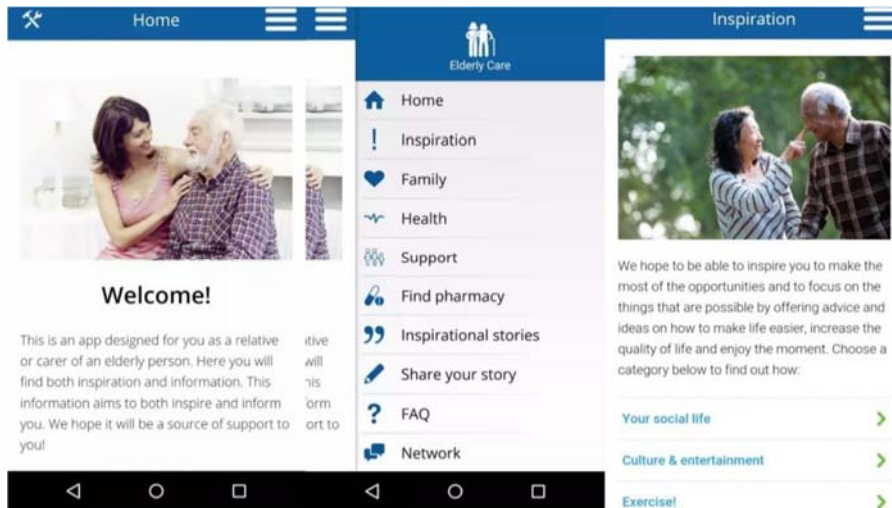 Home
Welcome!
This is an app designed for you as a relative
or carer of an elderly person. Here you will
find both inspiration and information. This
information aims to both inspire and inform
you. We hope it will be a source of support to
you!
ative
will
his
orm
ort to
Elderly Care
Home
Inspiration
Family
Health
Support
Find pharmacy
Inspirational stories
Share your story
FAQ
Network
Inspiration
We hope to be able to inspire you to make the
most of the opportunities and to focus on the
things that are possible by offering advice and
ideas on how to make life easier, increase the
quality of life and enjoy the moment. Choose a
category below to find out how:
Your social life
Culture & entertainment
Exercise!